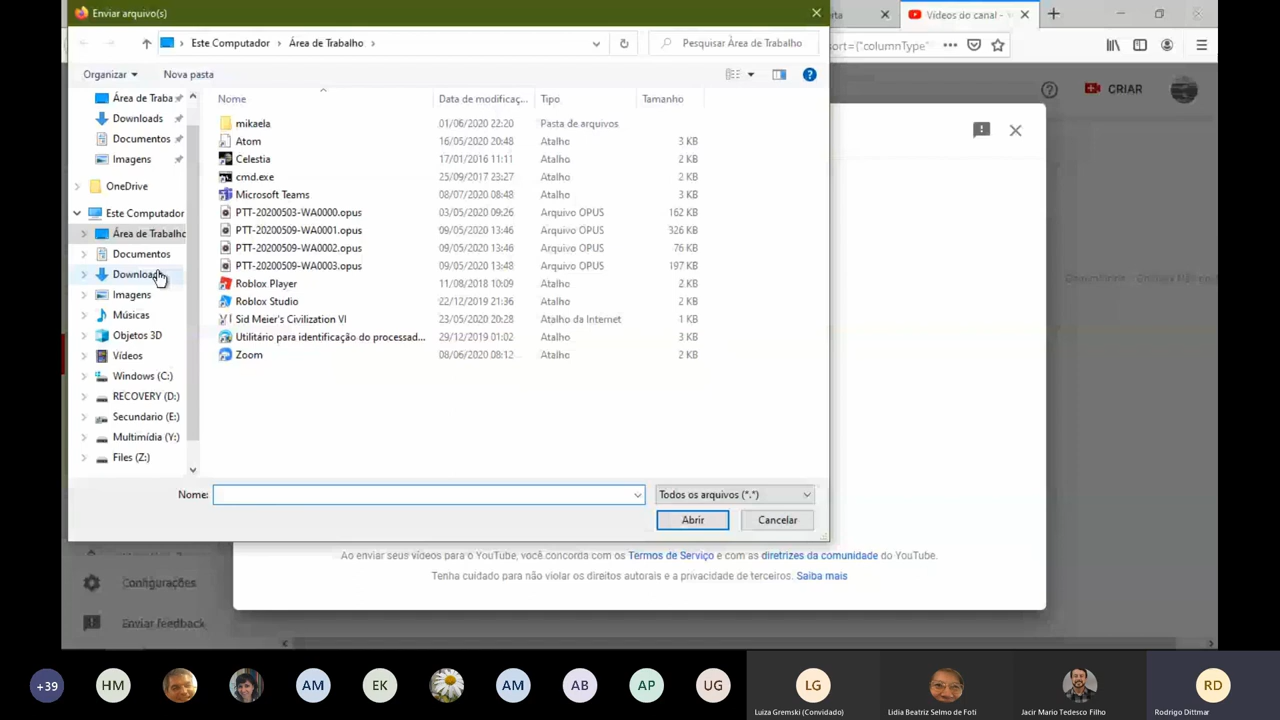 Enviar arquivo(s)
rta
Vídeos do canal -
Este Computador
Área de Trabalho
Pesquisar Área de Trabalho
sort={"columnType"
Organizar
Nova pasta
CRIAR
Nome
Data de modificaç...
Tipo
Tamanho
Área de Traba
Downloads
Documentos
Imagens
OneDrive
Este Computador
Área de Trabalho
Documentos
Downloads
Imagens
Músicas
Objetos 3D
Vídeos
Windows (C:)
RECOVERY (D:)
Secundario (E:)
Multimídia (Y:)
Files (Z:)
mikaela 01/06/2020 22:20 Pasta de arquivos
Atom 16/05/2020 20:48 Atalho 3 KB
Celestia 17/01/2016 11:11 Atalho 2 KB
cmd.exe 25/09/2017 23:27 Atalho 2 KB
Microsoft Teams 08/07/2020 08:48 Atalho 3 KB
PTT-20200503-WA0000.opus 03/05/2020 09:26 Arquivo OPUS 162 KB
PTT-20200509-WA0001.opus 09/05/2020 13:46 Arquivo OPUS 326 KB
PTT-20200509-WA0002.opus 09/05/2020 13:46 Arquivo OPUS 76 KB
PTT-20200509-WA0003.opus 09/05/2020 13:48 Arquivo OPUS 197 KB
Roblox Player 11/08/2018 10:09 Atalho 2 KB
Roblox Studio 22/12/2019 21:36 Atalho 2 KB
Sid Meier's Civilization VI 23/05/2020 20:28 Atalho da Internet 1 KB
Utilitário para identificação do processad... 29/12/2019 01:02 Atalho 3 KB
Zoom 08/06/2020 08:12 Atalho 2 KB
Nome:
Todos os arquivos (*.*)
Abrir
Cancelar
Ao enviar seus vídeos para o YouTube, você concorda com os Termos de Serviço e com as diretrizes da comunidade do YouTube.
Tenha cuidado para não violar os direitos autorais e a privacidade de terceiros. Saiba mais
Configurações
Enviar feedback
+39
HM
AM
EK
AM
AB
AP
UG
LG
RD
Luiza Gremski (Convidado)
Lidia Beatriz Selmo de Foti
Jacir Mario Tedesco Filho
Rodrigo Dittmar